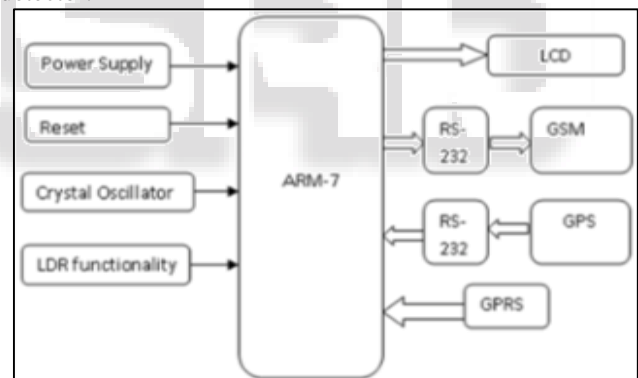 Power Supply
Reset
Crystal Oscillator
LDR functionality
ARM-7
LCD
RS-
232
GSM
RS-
232
GPS
GPRS